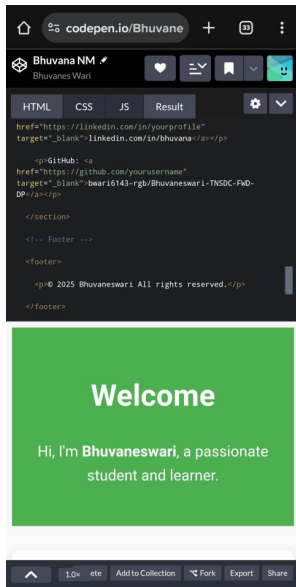 codepen.io/Bhuvane
33
Bhuvana NM
Bhuvanes Wari
HTML CSS JS Result
href="https://linkedin.com/in/yourprofile"
target="_blank">linkedin.com/in/bhuvana</a></p>
<p>GitHub: <a
href="https://github.com/yourusername"
target="_blank">bwari6143-rgb/Bhuvaneswari-TNSDC-FWD-
DP</a></p>
</section>
<!-- Footer -->
<footer>
<p>© 2025 Bhuvaneswari All rights reserved.</p>
</footer>
Welcome
Hi, I'm Bhuvaneswari, a passionate
student and learner.
1.0× ete Add to Collection Fork Export Share